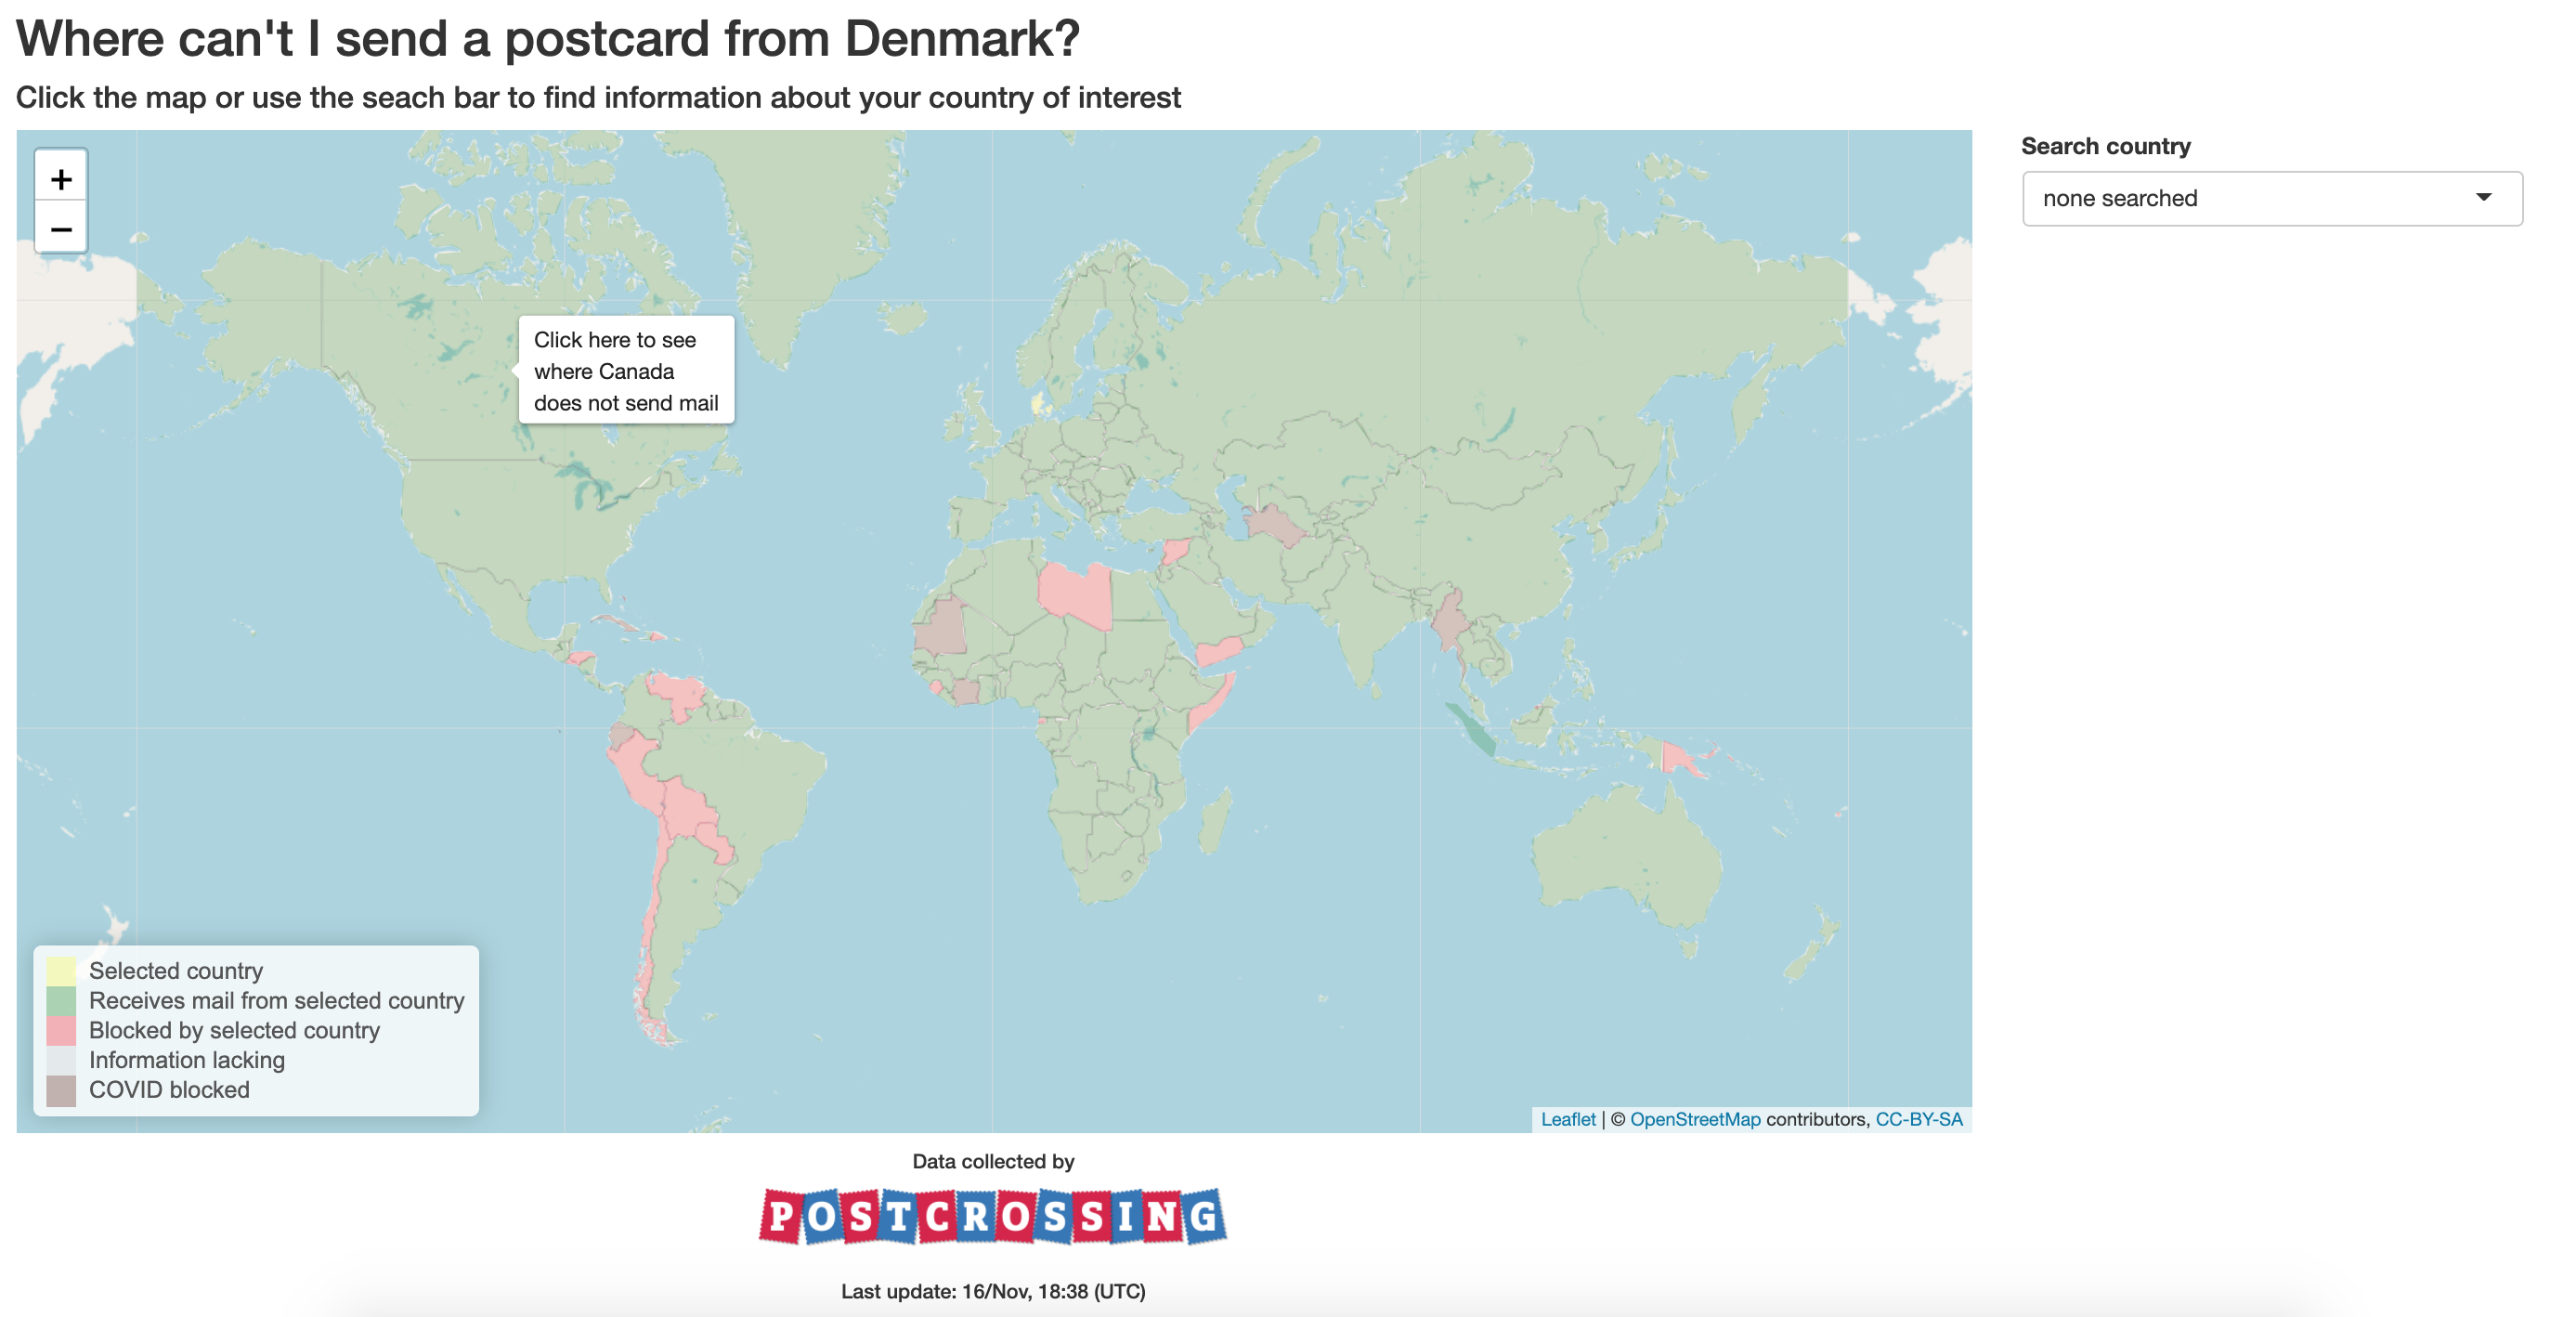 Where can't I send a postcard from Denmark?
Click the map or use the seach bar to find information about your country of interest
+
−
Click here to see
where Canada
does not send mail
Search country
none searched
Selected country
Receives mail from selected country
Blocked by selected country
Information lacking
COVID blocked
Leaflet | © OpenStreetMap contributors, CC-BY-SA
Data collected by
POSTCROSSING
Last update: 16/Nov, 18:38 (UTC)